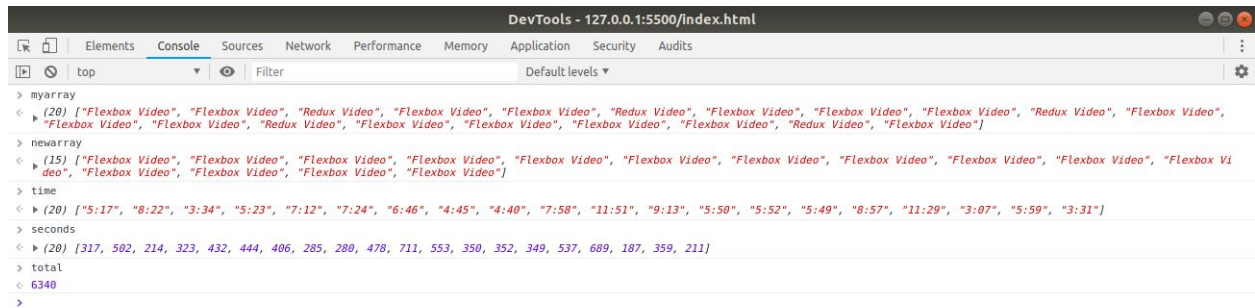 DevTools - 127.0.0.1:5500/index.html
Elements Console Sources Network Performance Memory Application Security Audits
top Filter Default levels
> myarray
(20) ["Flexbox Video", "Flexbox Video", "Redux Video", "Flexbox Video", "Flexbox Video", "Redux Video", "Flexbox Video", "Flexbox Video", "Flexbox Video", "Redux Video", "Flexbox Video",
"Flexbox Video", "Flexbox Video", "Redux Video", "Flexbox Video", "Flexbox Video", "Flexbox Video", "Flexbox Video", "Redux Video", "Flexbox Video"]
> newarray
(15) ["Flexbox Video", "Flexbox Video", "Flexbox Video", "Flexbox Video", "Flexbox Video", "Flexbox Video", "Flexbox Video", "Flexbox Video", "Flexbox Video", "Flexbox Video", "Flexbox Vi
deo", "Flexbox Video", "Flexbox Video", "Flexbox Video", "Flexbox Video"]
> time
(20) ["5:17", "8:22", "3:34", "5:23", "7:12", "7:24", "6:46", "4:45", "4:40", "7:58", "11:51", "9:13", "5:50", "5:52", "5:49", "8:57", "11:29", "3:07", "5:59", "3:31"]
> seconds
(20) [317, 502, 214, 323, 432, 444, 406, 285, 280, 478, 711, 553, 350, 352, 349, 537, 689, 187, 359, 211]
> total
6340
>